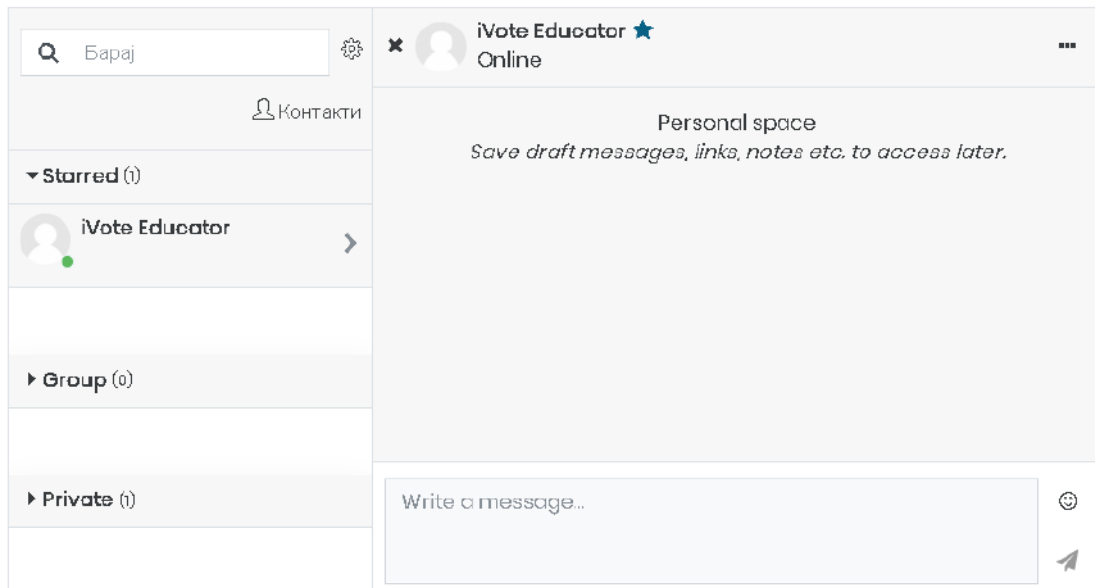 Барај
Контакти
Starred (1)
iVote Educator
Group (0)
Private (1)
iVote Educator
Online
Personal space
Save draft messages, links, notes etc. to access later.
Write a message...